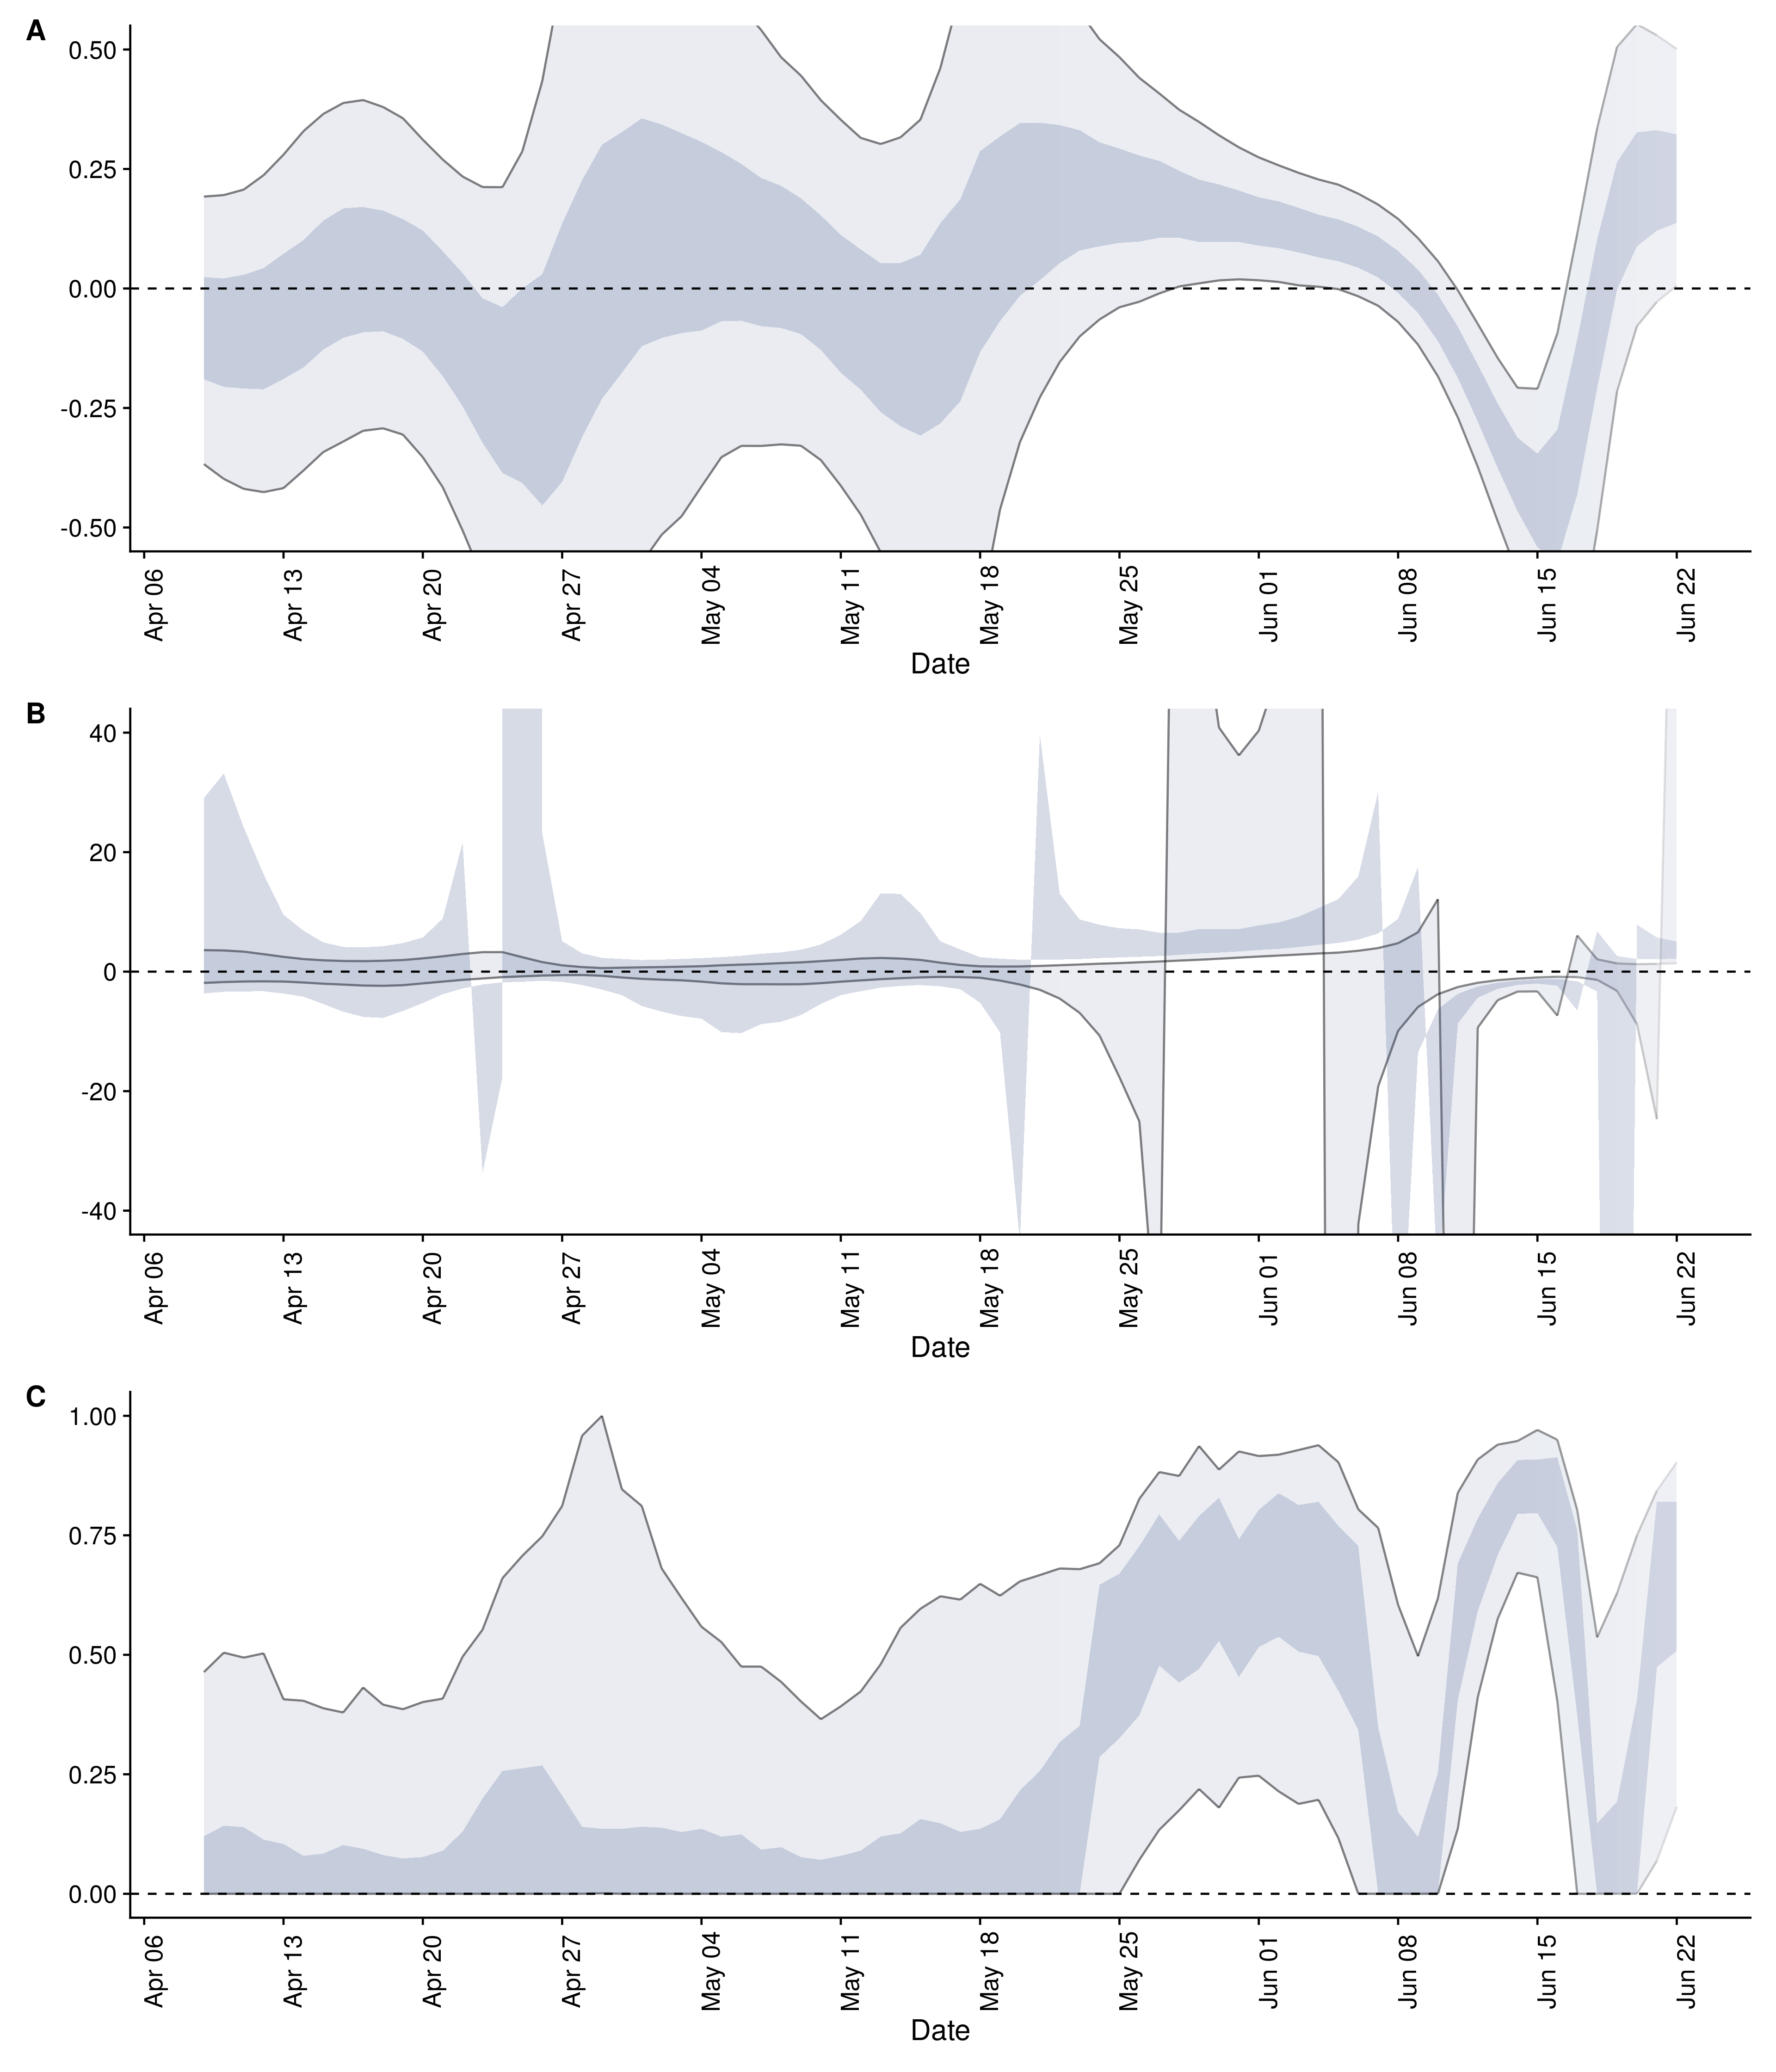 A
0.50
0.25
0.00
-0.25
-0.50
Apr 06
Apr 13
Apr 20
Apr 27
May 04
May 11
May 18
May 25
Jun 01
Jun 08
Jun 15
Jun 22
Date
B
40
20
0
-20
-40
Apr 06
Apr 13
Apr 20
Apr 27
May 04
May 11
May 18
May 25
Jun 01
Jun 08
Jun 15
Jun 22
Date
C
1.00
0.75
0.50
0.25
0.00
Apr 06
Apr 13
Apr 20
Apr 27
May 04
May 11
May 18
May 25
Jun 01
Jun 08
Jun 15
Jun 22
Date